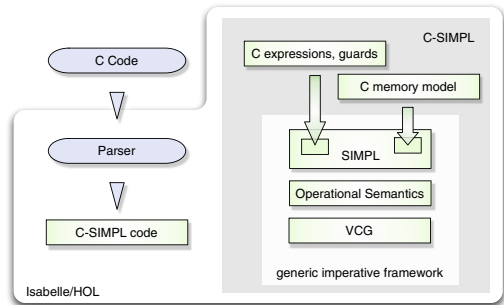 C-SIMPL
C expressions, guards
C Code
C memory model
Parser
SIMPL
Operational Semantics
C-SIMPL code
VCG
generic imperative framework
Isabelle/HOL